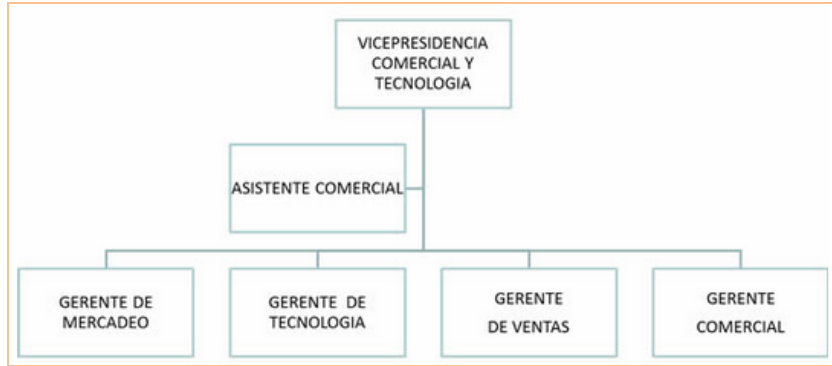 VICEPRESIDENCIA
COMERCIAL Y
TECNOLOGIA
ASISTENTE COMERCIAL
GERENTE DE
MERCADEO
GERENTE DE
TECNOLOGIA
GERENTE
DE VENTAS
GERENTE
COMERCIAL